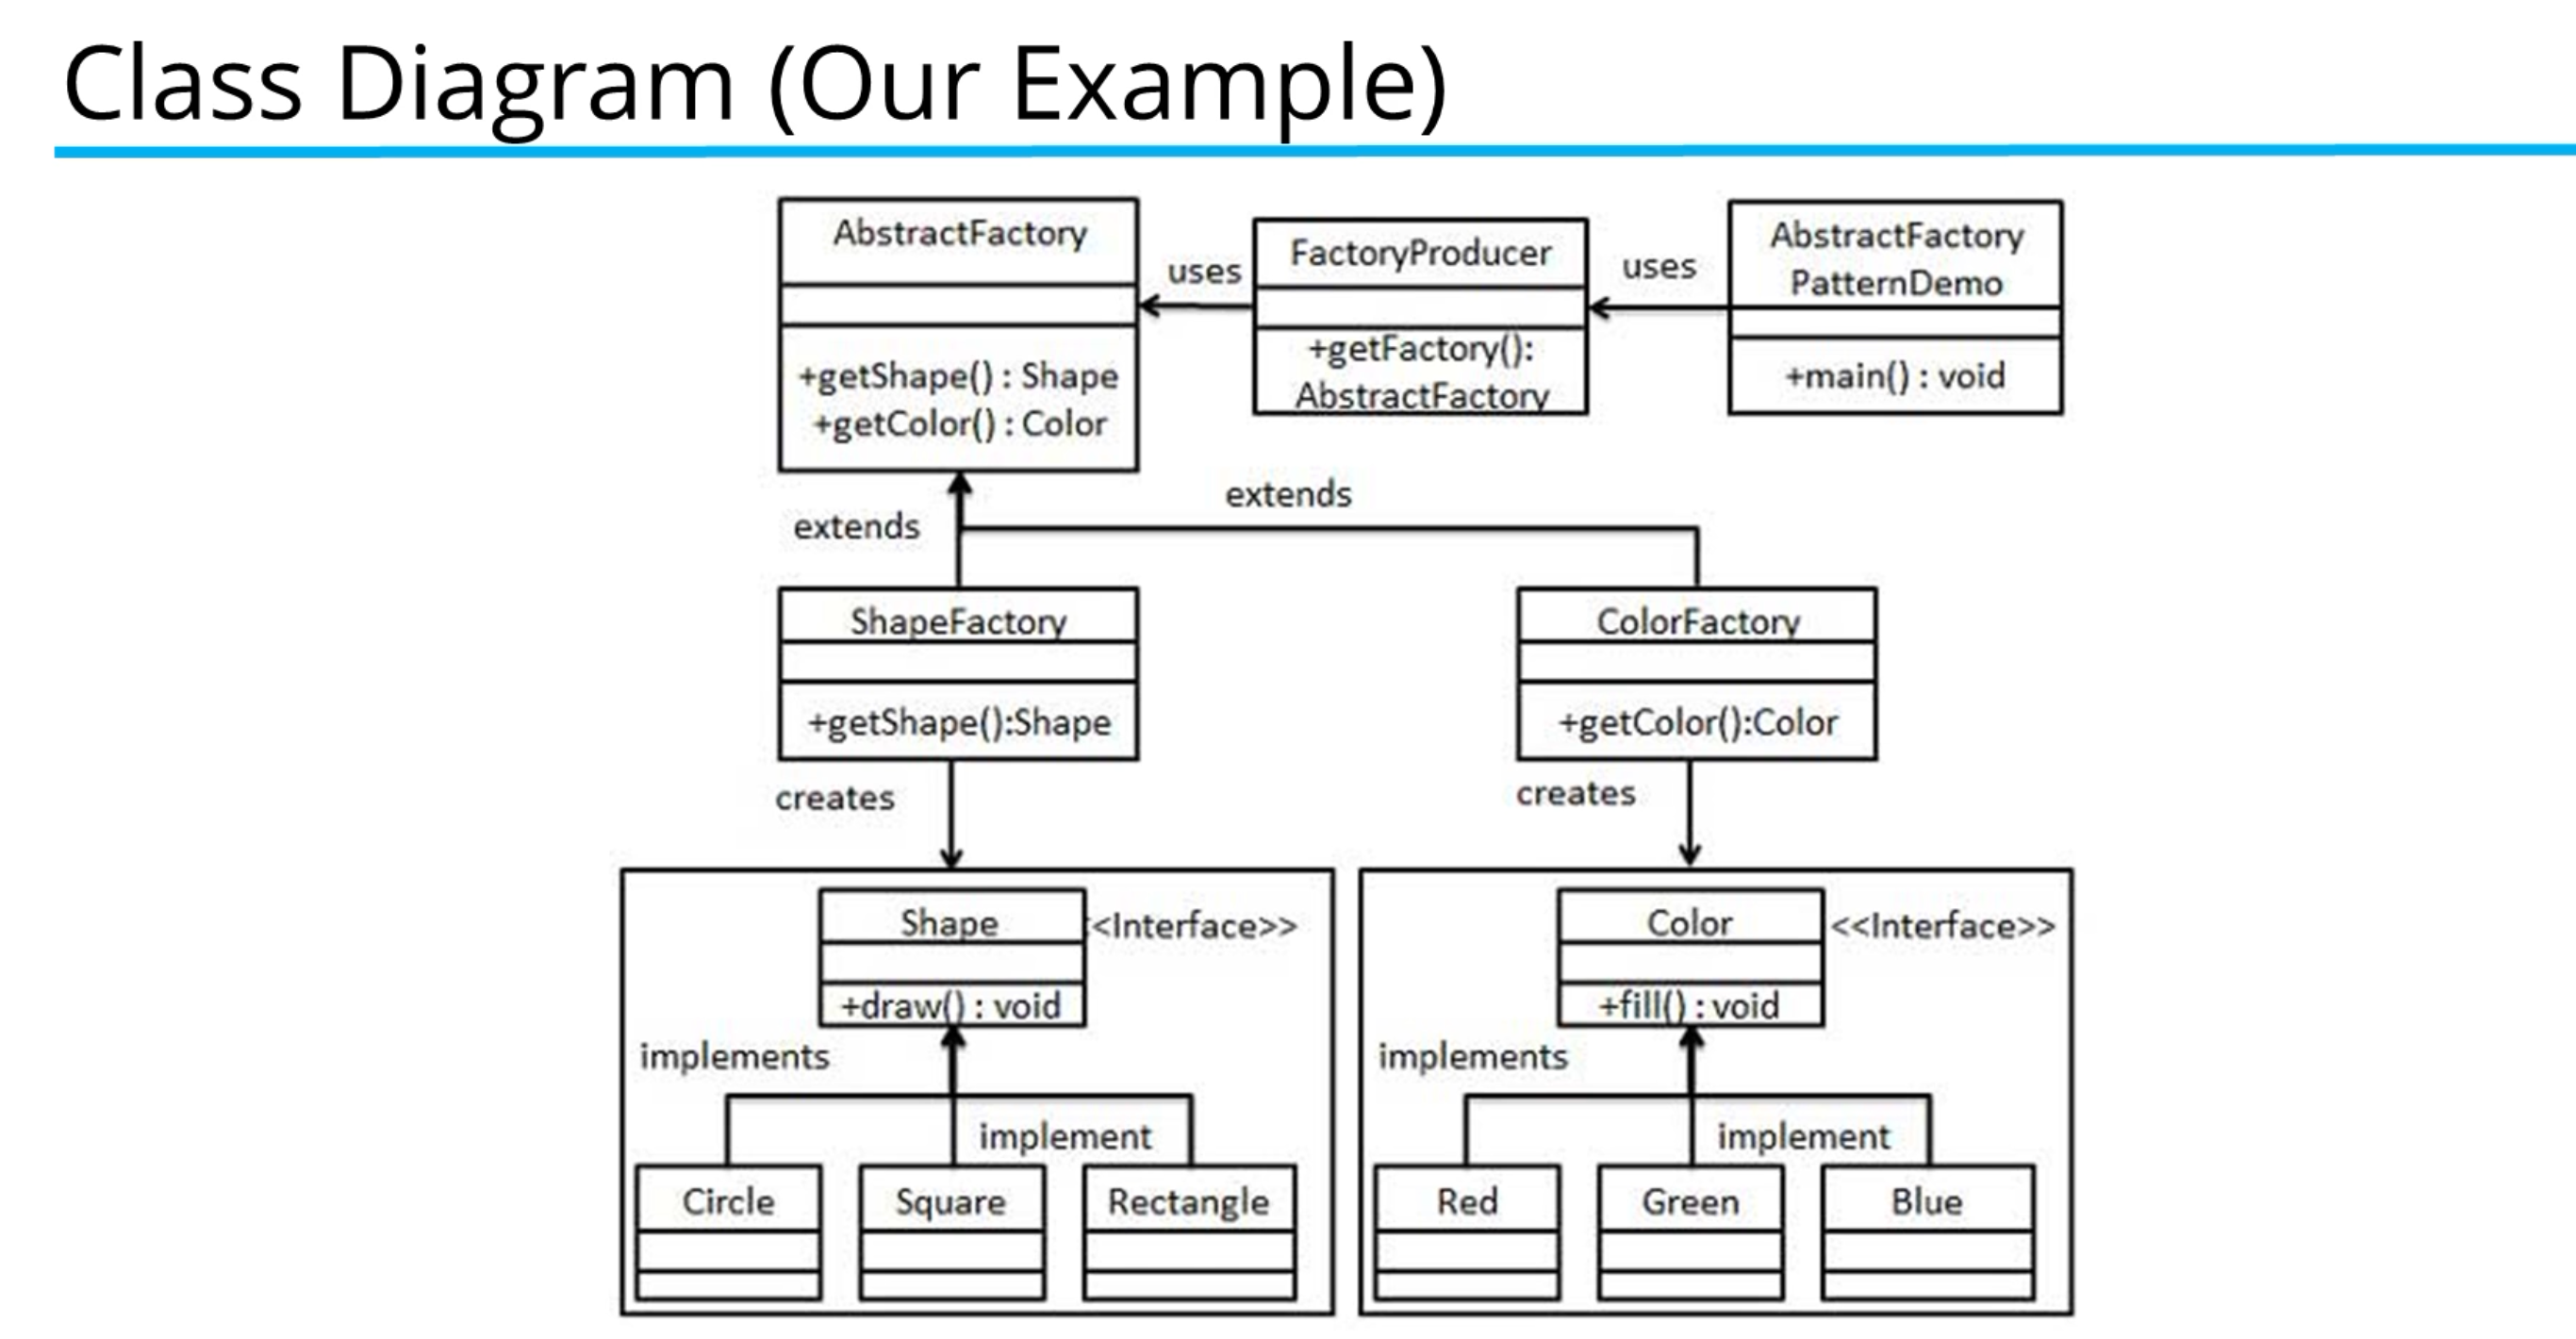 Class Diagram (Our Example)
AbstractFactory
+getShape() : Shape
+getColor() : Color
uses
FactoryProducer
+getFactory():
AbstractFactory
uses
AbstractFactory
PatternDemo
+main() : void
extends
extends
ShapeFactory
+getShape():Shape
ColorFactory
+getColor():Color
creates
creates
Shape
<<Interface>>
+draw() : void
implements
implement
Circle
Square
Rectangle
Color
<<Interface>>
+fill() : void
implements
implement
Red
Green
Blue